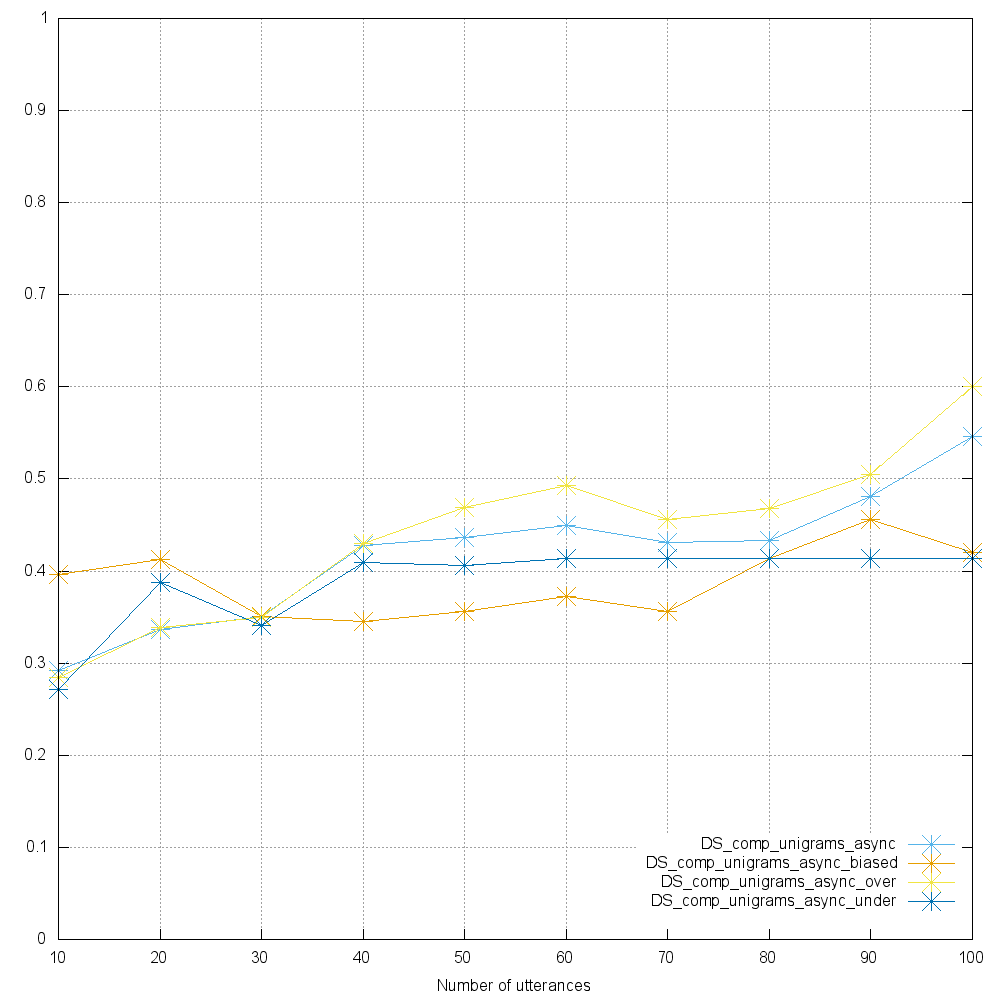 1
0.9
0.8
0.7
0.6
0.5
0.4
0.3
0.2
0.1
0
DS_comp_unigrams_async
DS_comp_unigrams_async_biased
DS_comp_unigrams_async_over
DS_comp_unigrams_async_under
10 20 30 40 50 60 70 80 90 100
Number of utterances